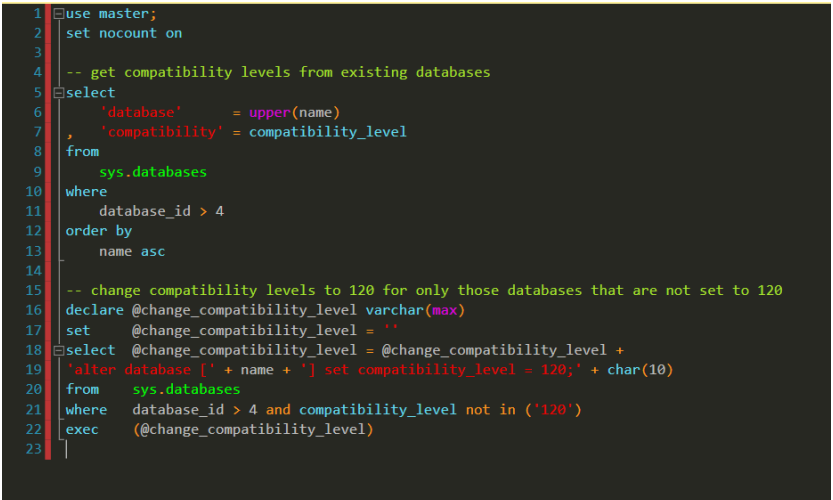 1 use master;
2 set nocount on
3
4 -- get compatibility levels from existing databases
5 select
6     'database'      = upper(name)
7 ,   'compatibility' = compatibility_level
8 from
9     sys.databases
10 where
11     database_id > 4
12 order by
13     name asc
14
15 -- change compatibility levels to 120 for only those databases that are not set to 120
16 declare @change_compatibility_level varchar(max)
17 set     @change_compatibility_level = ''
18 select  @change_compatibility_level = @change_compatibility_level +
19 'alter database [' + name + '] set compatibility_level = 120;' + char(10)
20 from    sys.databases
21 where   database_id > 4 and compatibility_level not in ('120')
22 exec    (@change_compatibility_level)
23